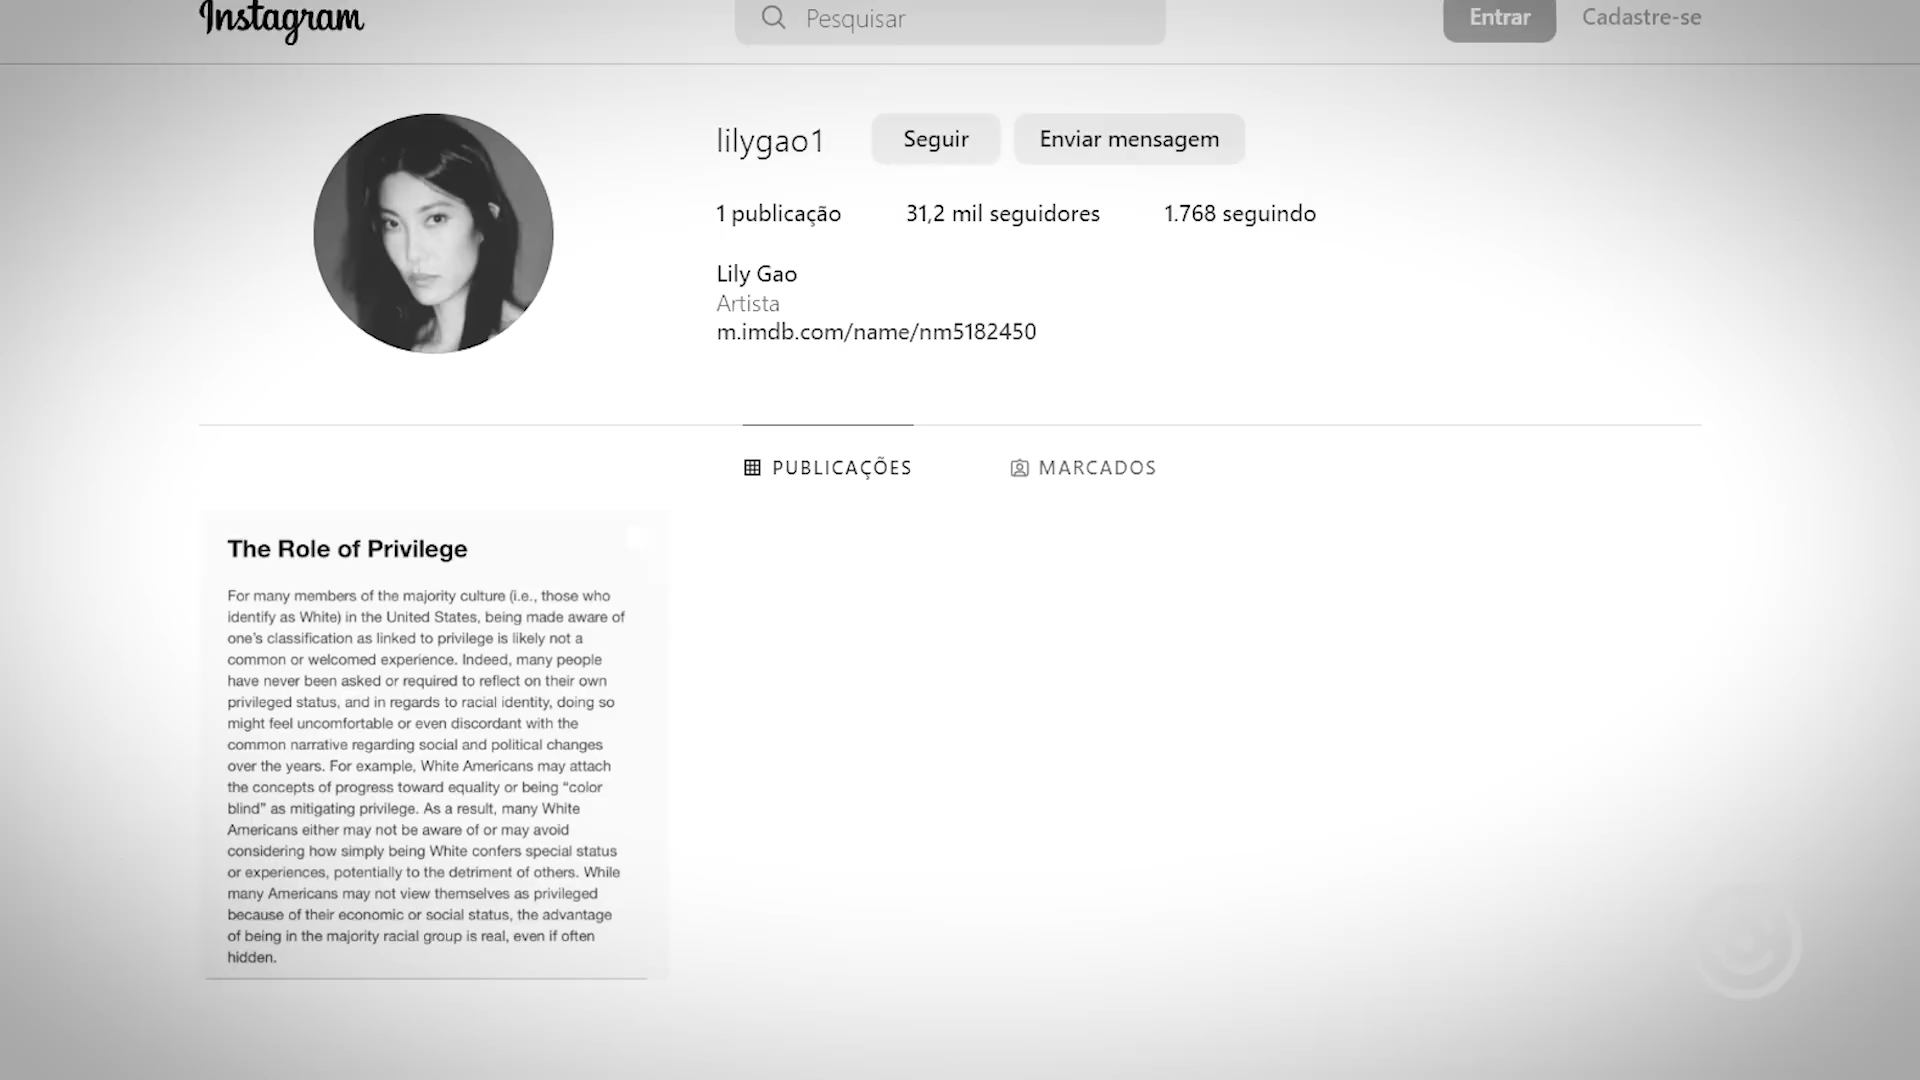 Instagram
Pesquisar
Entrar
Cadastre-se
lilygao1
Seguir
Enviar mensagem
1 publicação
31,2 mil seguidores
1.768 seguindo
Lily Gao
Artista
m.imdb.com/name/nm5182450
PUBLICAÇÕES
MARCADOS
The Role of Privilege
For many members of the majority culture (i.e., those who
identify as White) in the United States, being made aware of
one's classification as linked to privilege is likely not a
common or welcomed experience. Indeed, many people
have never been asked or required to reflect on their own
privileged status, and in regards to racial identity, doing so
might feel uncomfortable or even discordant with the
common narrative regarding social and political changes
over the years. For example, White Americans may attach
the concepts of progress toward equality or being “color
blind” as mitigating privilege. As a result, many White
Americans either may not be aware of or may avoid
considering how simply being White confers special status
or experiences, potentially to the detriment of others. While
many Americans may not view themselves as privileged
because of their economic or social status, the advantage
of being in the majority racial group is real, even if often
hidden.